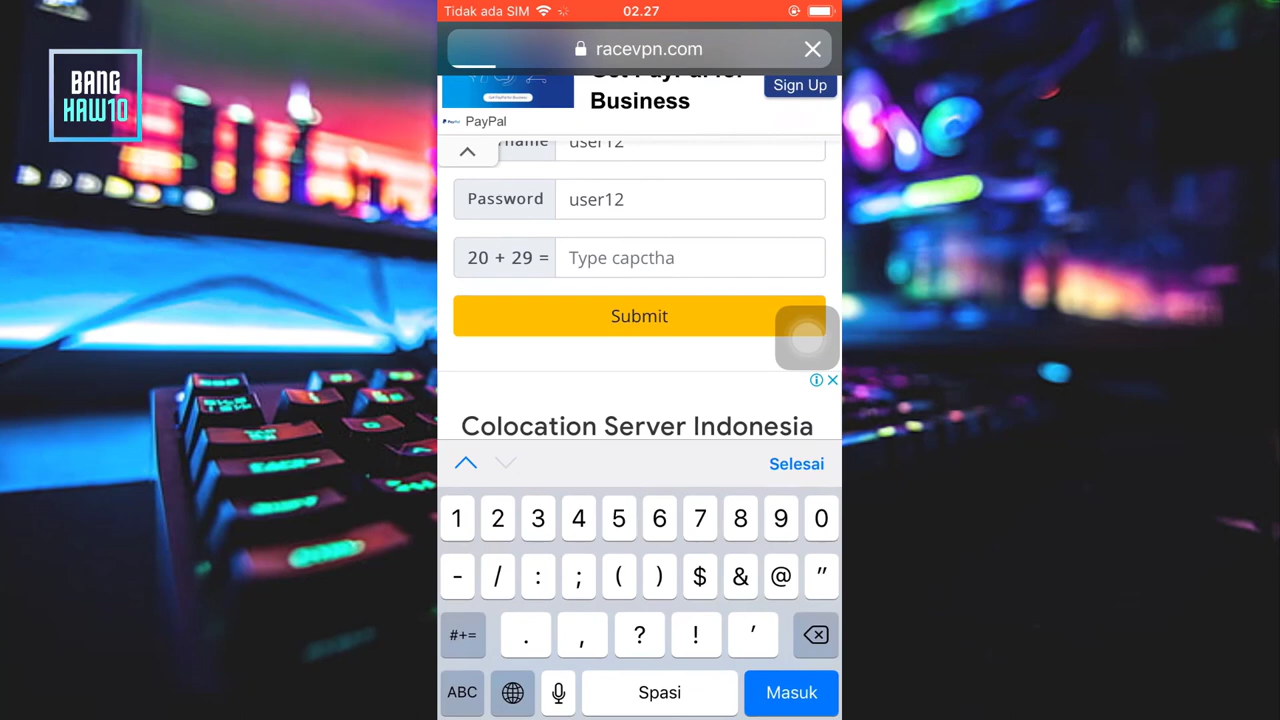 BANG
HAW10
Tidak ada SIM
02.27
racevpn.com
Business
Sign Up
PayPal
user12
Password
user12
20 + 29 =
Type capctha
Submit
Colocation Server Indonesia
Selesai
1 2 3 4 5 6 7 8 9 0
- / : ; ( ) $ & @ ”
#+= . , ? ! ’
ABC
Spasi
Masuk